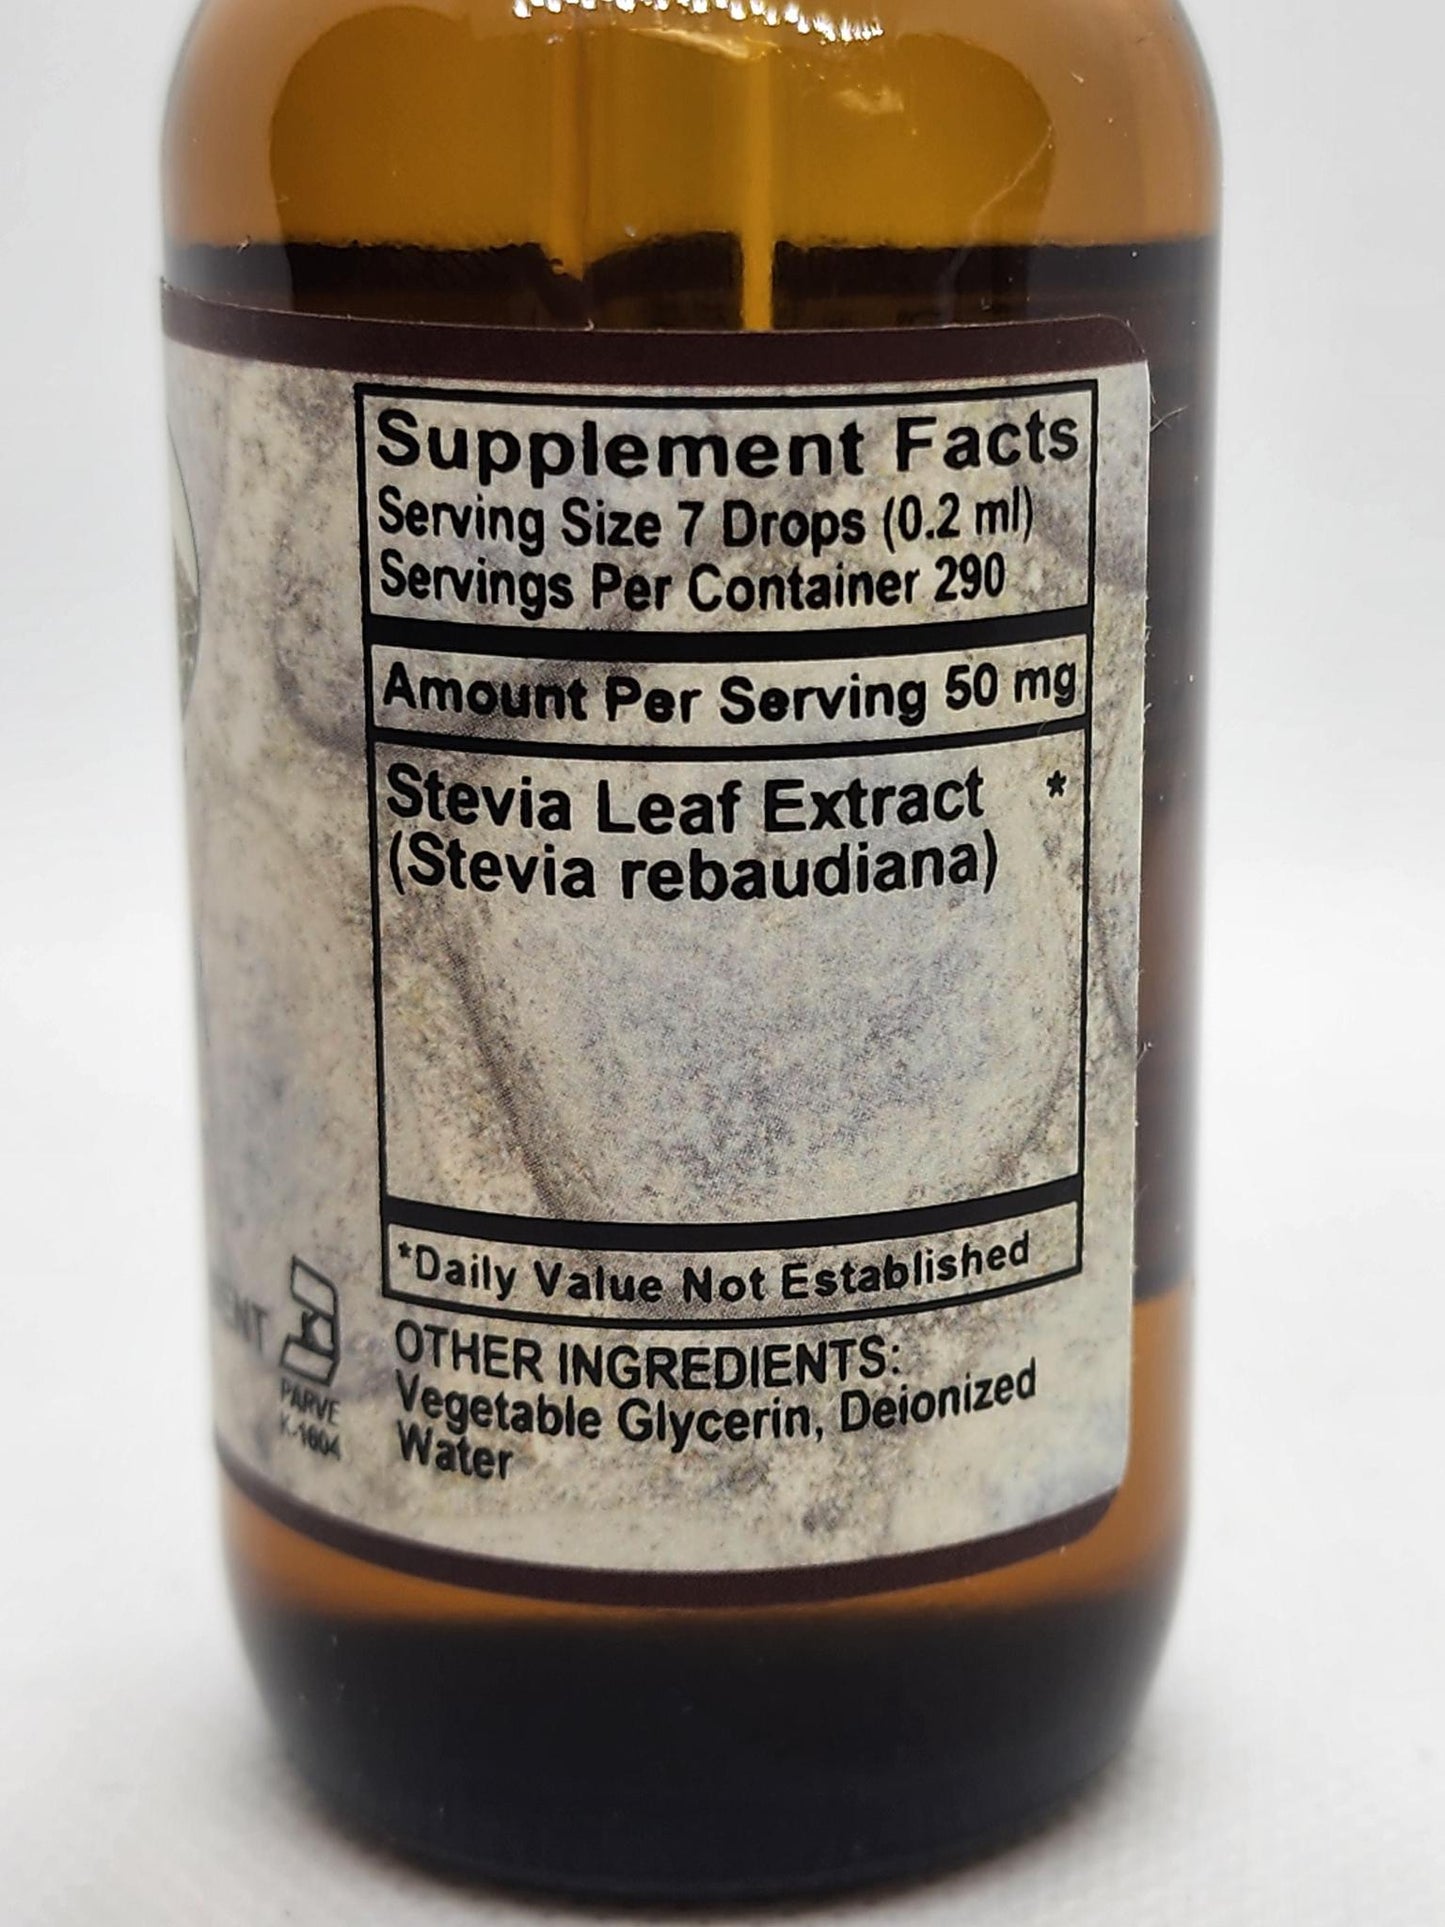 Supplement Facts
Serving Size 7 Drops (0.2 ml)
Servings Per Container 290
Amount Per Serving 50 mg
Stevia Leaf Extract *
(Stevia rebaudiana)
*Daily Value Not Established
OTHER INGREDIENTS:
Vegetable Glycerin, Deionized
Water
PARVE